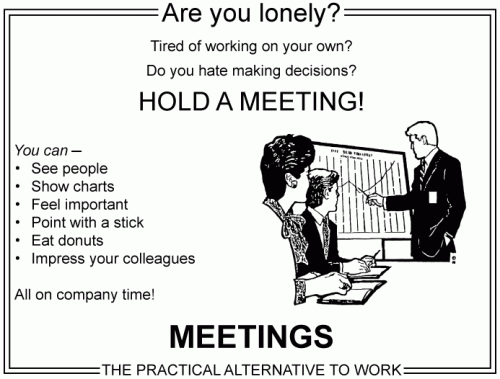 Are you lonely?
Tired of working on your own?
Do you hate making decisions?
HOLD A MEETING!
You can –
• See people
• Show charts
• Feel important
• Point with a stick
• Eat donuts
• Impress your colleagues
All on company time!
MEETINGS
THE PRACTICAL ALTERNATIVE TO WORK